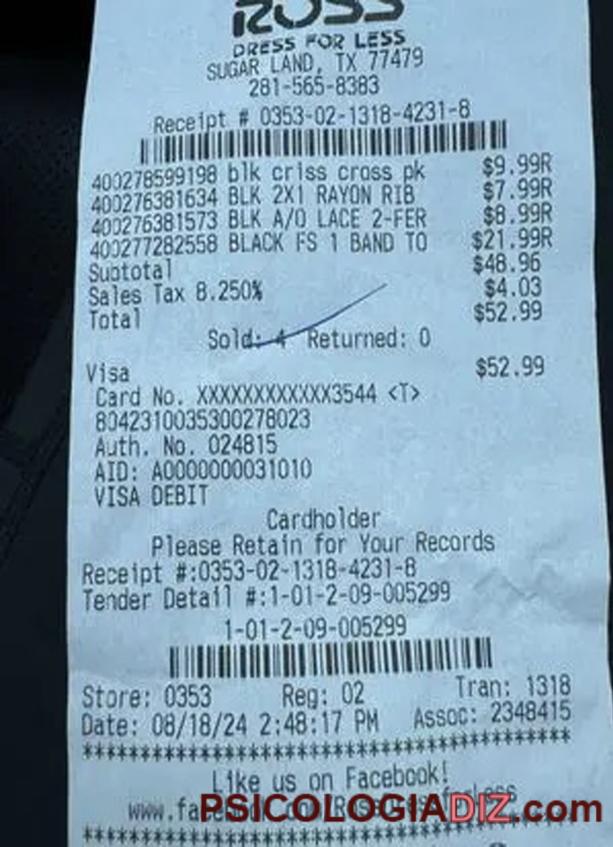 ROSS
DRESS FOR LESS
SUGAR LAND, TX 77479
281-565-8383
Receipt # 0353-02-1318-4231-8
400278599198 blk criss cross pk $9.99R
400276381634 BLK 2X1 RAYON RIB $7.99R
400276381573 BLK A/O LACE 2-FER $8.99R
400277282558 BLACK FS 1 BAND TO $21.99R
Subtotal $48.96
Sales Tax 8.250% $4.03
Total $52.99
Sold: 4 Returned: 0
Visa $52.99
Card No. XXXXXXXXXXXX3544 <T>
8042310035300278023
Auth. No. 024815
AID: A0000000031010
VISA DEBIT
Cardholder
Please Retain for Your Records
Receipt #:0353-02-1318-4231-8
Tender Detail #:1-01-2-09-005299
1-01-2-09-005299
Store: 0353 Reg: 02 Tran: 1318
Date: 08/18/24 2:48:17 PM Assoc: 2348415
****************************************
Like us on Facebook!
PSICOLOGIADIZ.com
****************************************